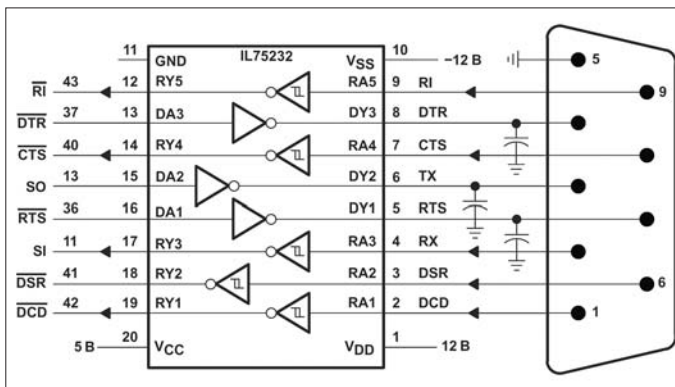 IL75232
11 GND VSS 10 –12 В 5
RI 43 12 RY5 RA5 9 RI 9
DTR 37 13 DA3 DY3 8 DTR
CTS 40 14 RY4 RA4 7 CTS
SO 13 15 DA2 DY2 6 TX
RTS 36 16 DA1 DY1 5 RTS
SI 11 17 RY3 RA3 4 RX
DSR 41 18 RY2 RA2 3 DSR 6
DCD 42 19 RY1 RA1 2 DCD 1
5 В 20 VCC VDD 1 12 В